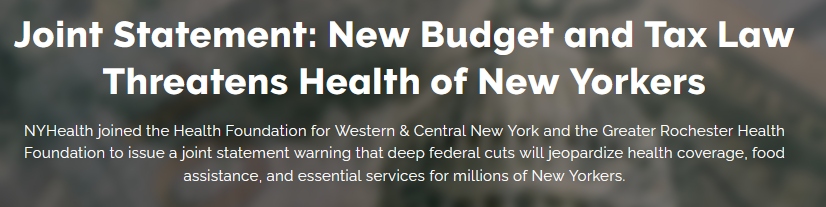 Joint Statement: New Budget and Tax Law
Threatens Health of New Yorkers
NYHealth joined the Health Foundation for Western & Central New York and the Greater Rochester Health
Foundation to issue a joint statement warning that deep federal cuts will jeopardize health coverage, food
assistance, and essential services for millions of New Yorkers.